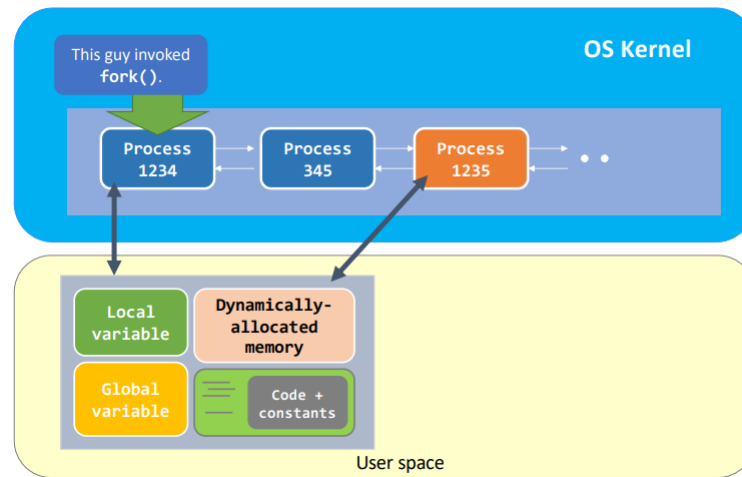 This guy invoked
fork().
OS Kernel
Process
1234
Process
345
Process
1235
Local
variable
Dynamically-
allocated
memory
Global
variable
Code +
constants
User space